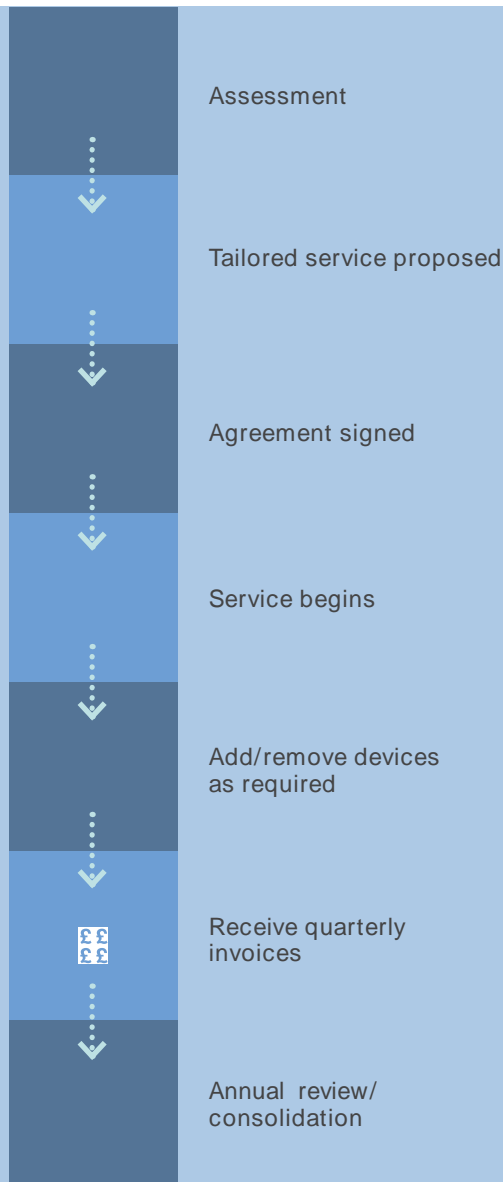 Assessment
Tailored service proposed
Agreement signed
Service begins
Add/remove devices
as required
££
££
Receive quarterly
invoices
Annual review/
consolidation